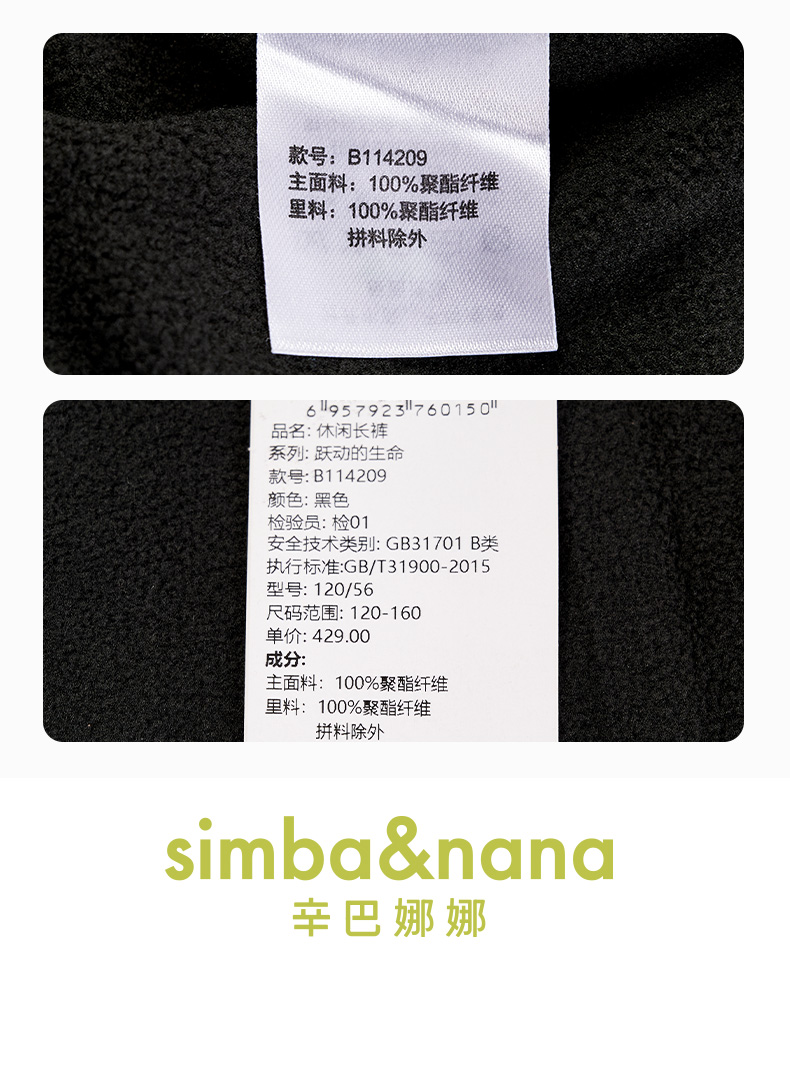 款号：B114209
主面料：100%聚酯纤维
里料：100%聚酯纤维
拼料除外
6 957923 760150
品名: 休闲长裤
系列: 跃动的生命
款号: B114209
颜色: 黑色
检验员: 检01
安全技术类别: GB31701 B类
执行标准:GB/T31900-2015
型号: 120/56
尺码范围: 120-160
单价: 429.00
成分:
主面料：100%聚酯纤维
里料：100%聚酯纤维
拼料除外
simba&nana
辛巴娜娜